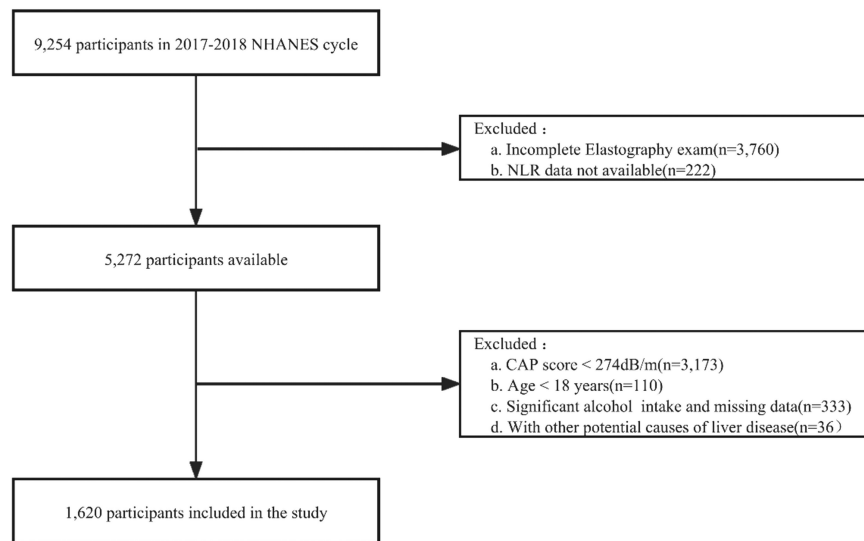 9,254 participants in 2017-2018 NHANES cycle
Excluded :
a. Incomplete Elastography exam(n=3,760)
b. NLR data not available(n=222)
5,272 participants available
Excluded :
a. CAP score < 274dB/m(n=3,173)
b. Age < 18 years(n=110)
c. Significant alcohol intake and missing data(n=333)
d. With other potential causes of liver disease(n=36）
1,620 participants included in the study